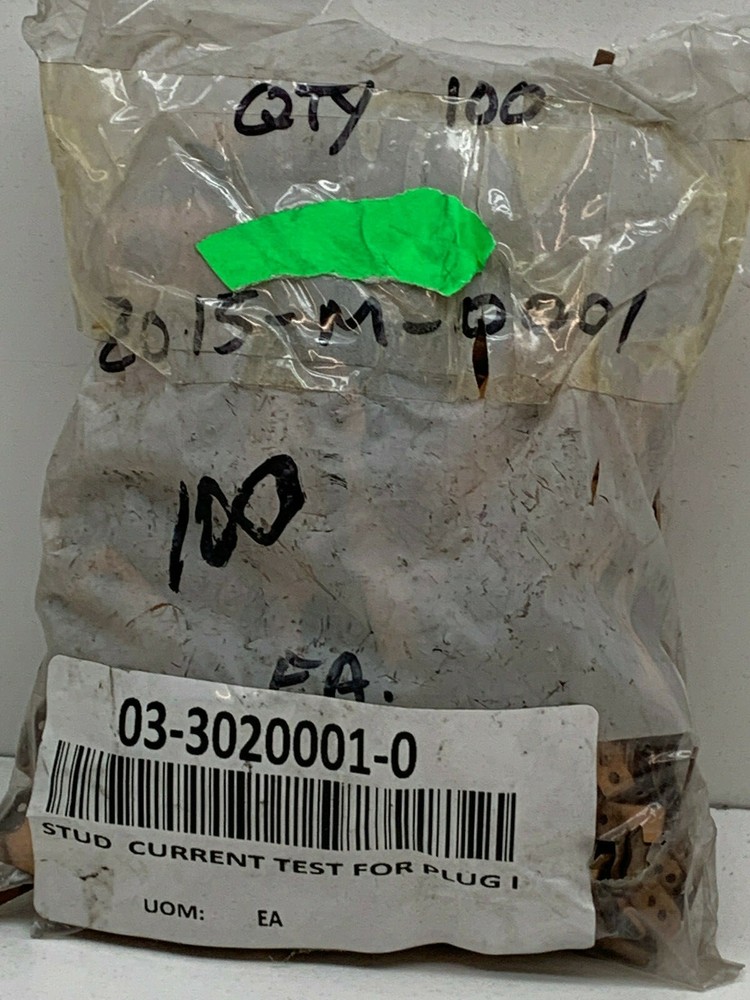 QTY 100
2015-M-0001
100
EA.
03-3020001-0
STUD CURRENT TEST FOR PLUG I
UOM: EA